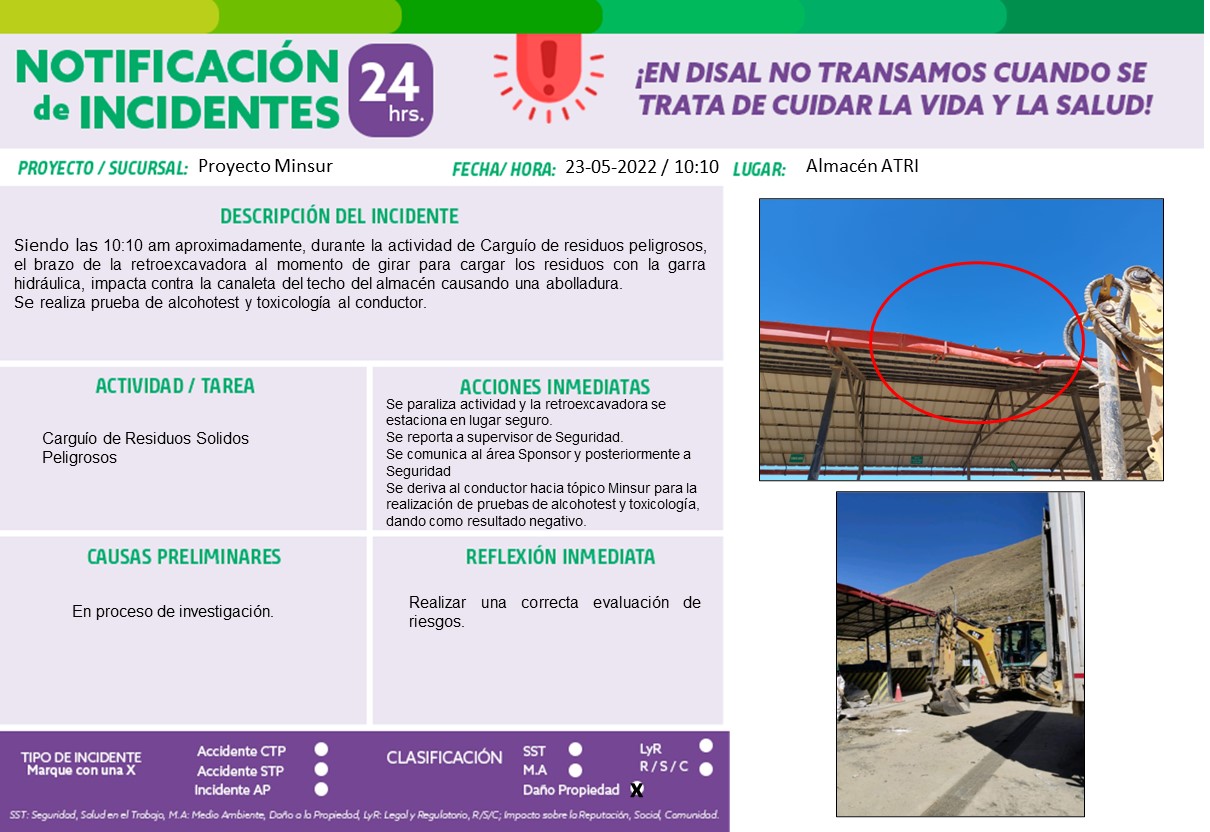 NOTIFICACIÓN
de INCIDENTES
24
hrs.
¡EN DISAL NO TRANSAMOS CUANDO SE
TRATA DE CUIDAR LA VIDA Y LA SALUD!
PROYECTO / SUCURSAL: Proyecto Minsur FECHA/ HORA: 23-05-2022 / 10:10 LUGAR: Almacén ATRI
DESCRIPCIÓN DEL INCIDENTE
Siendo las 10:10 am aproximadamente, durante la actividad de Carguío de residuos peligrosos,
el brazo de la retroexcavadora al momento de girar para cargar los residuos con la garra
hidráulica, impacta contra la canaleta del techo del almacén causando una abolladura.
Se realiza prueba de alcohotest y toxicología al conductor.
ACTIVIDAD / TAREA
Carguío de Residuos Solidos
Peligrosos
ACCIONES INMEDIATAS
Se paraliza actividad y la retroexcavadora se
estaciona en lugar seguro.
Se reporta a supervisor de Seguridad.
Se comunica al área Sponsor y posteriormente a
Seguridad
Se deriva al conductor hacia tópico Minsur para la
realización de pruebas de alcohotest y toxicología,
dando como resultado negativo.
CAUSAS PRELIMINARES
En proceso de investigación.
REFLEXIÓN INMEDIATA
Realizar una correcta evaluación de
riesgos.
TIPO DE INCIDENTE
Marque con una X
Accidente CTP
Accidente STP
Incidente AP
CLASIFICACIÓN
SST
M.A
Daño Propiedad X
LyR
R/S/C
SST: Seguridad, Salud en el Trabajo, M.A: Medio Ambiente, Daño a la Propiedad, LyR: Legal y Regulatorio, R/S/C; Impacto sobre la Reputación, Social, Comunidad.